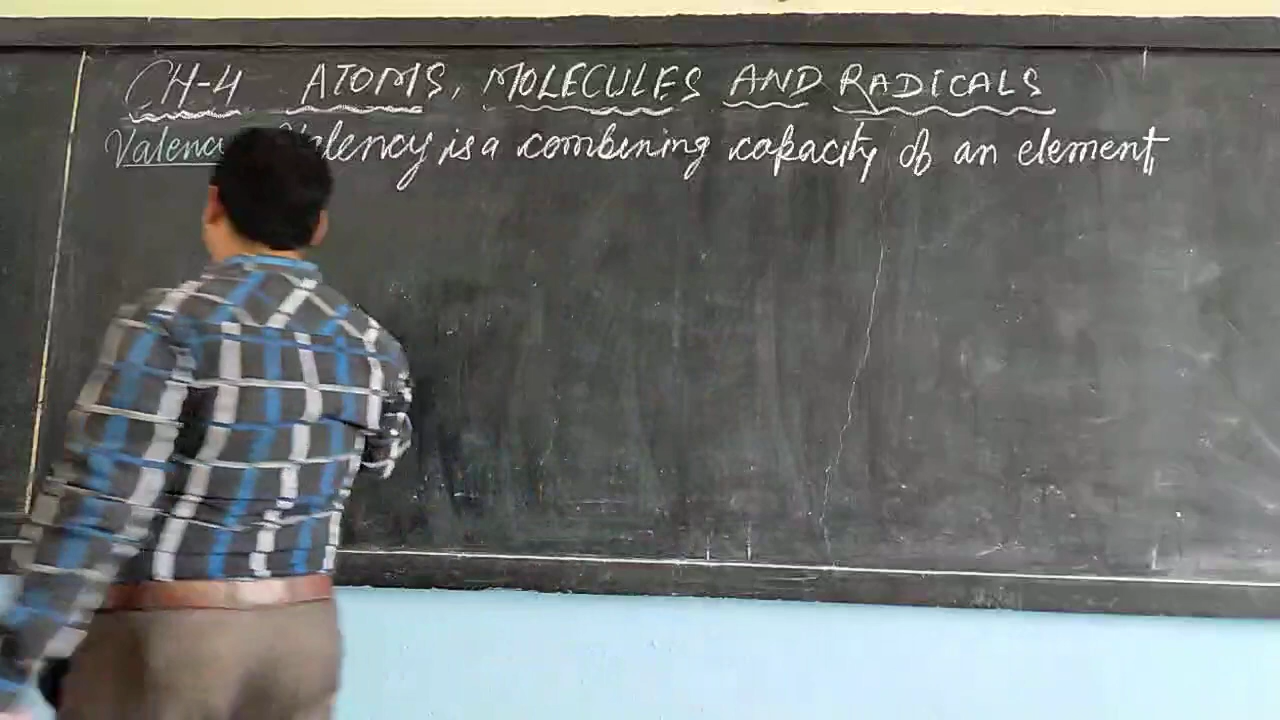 CH-4 ATOMS, MOLECULES AND RADICALS
Valency is a combining capacity of an element,